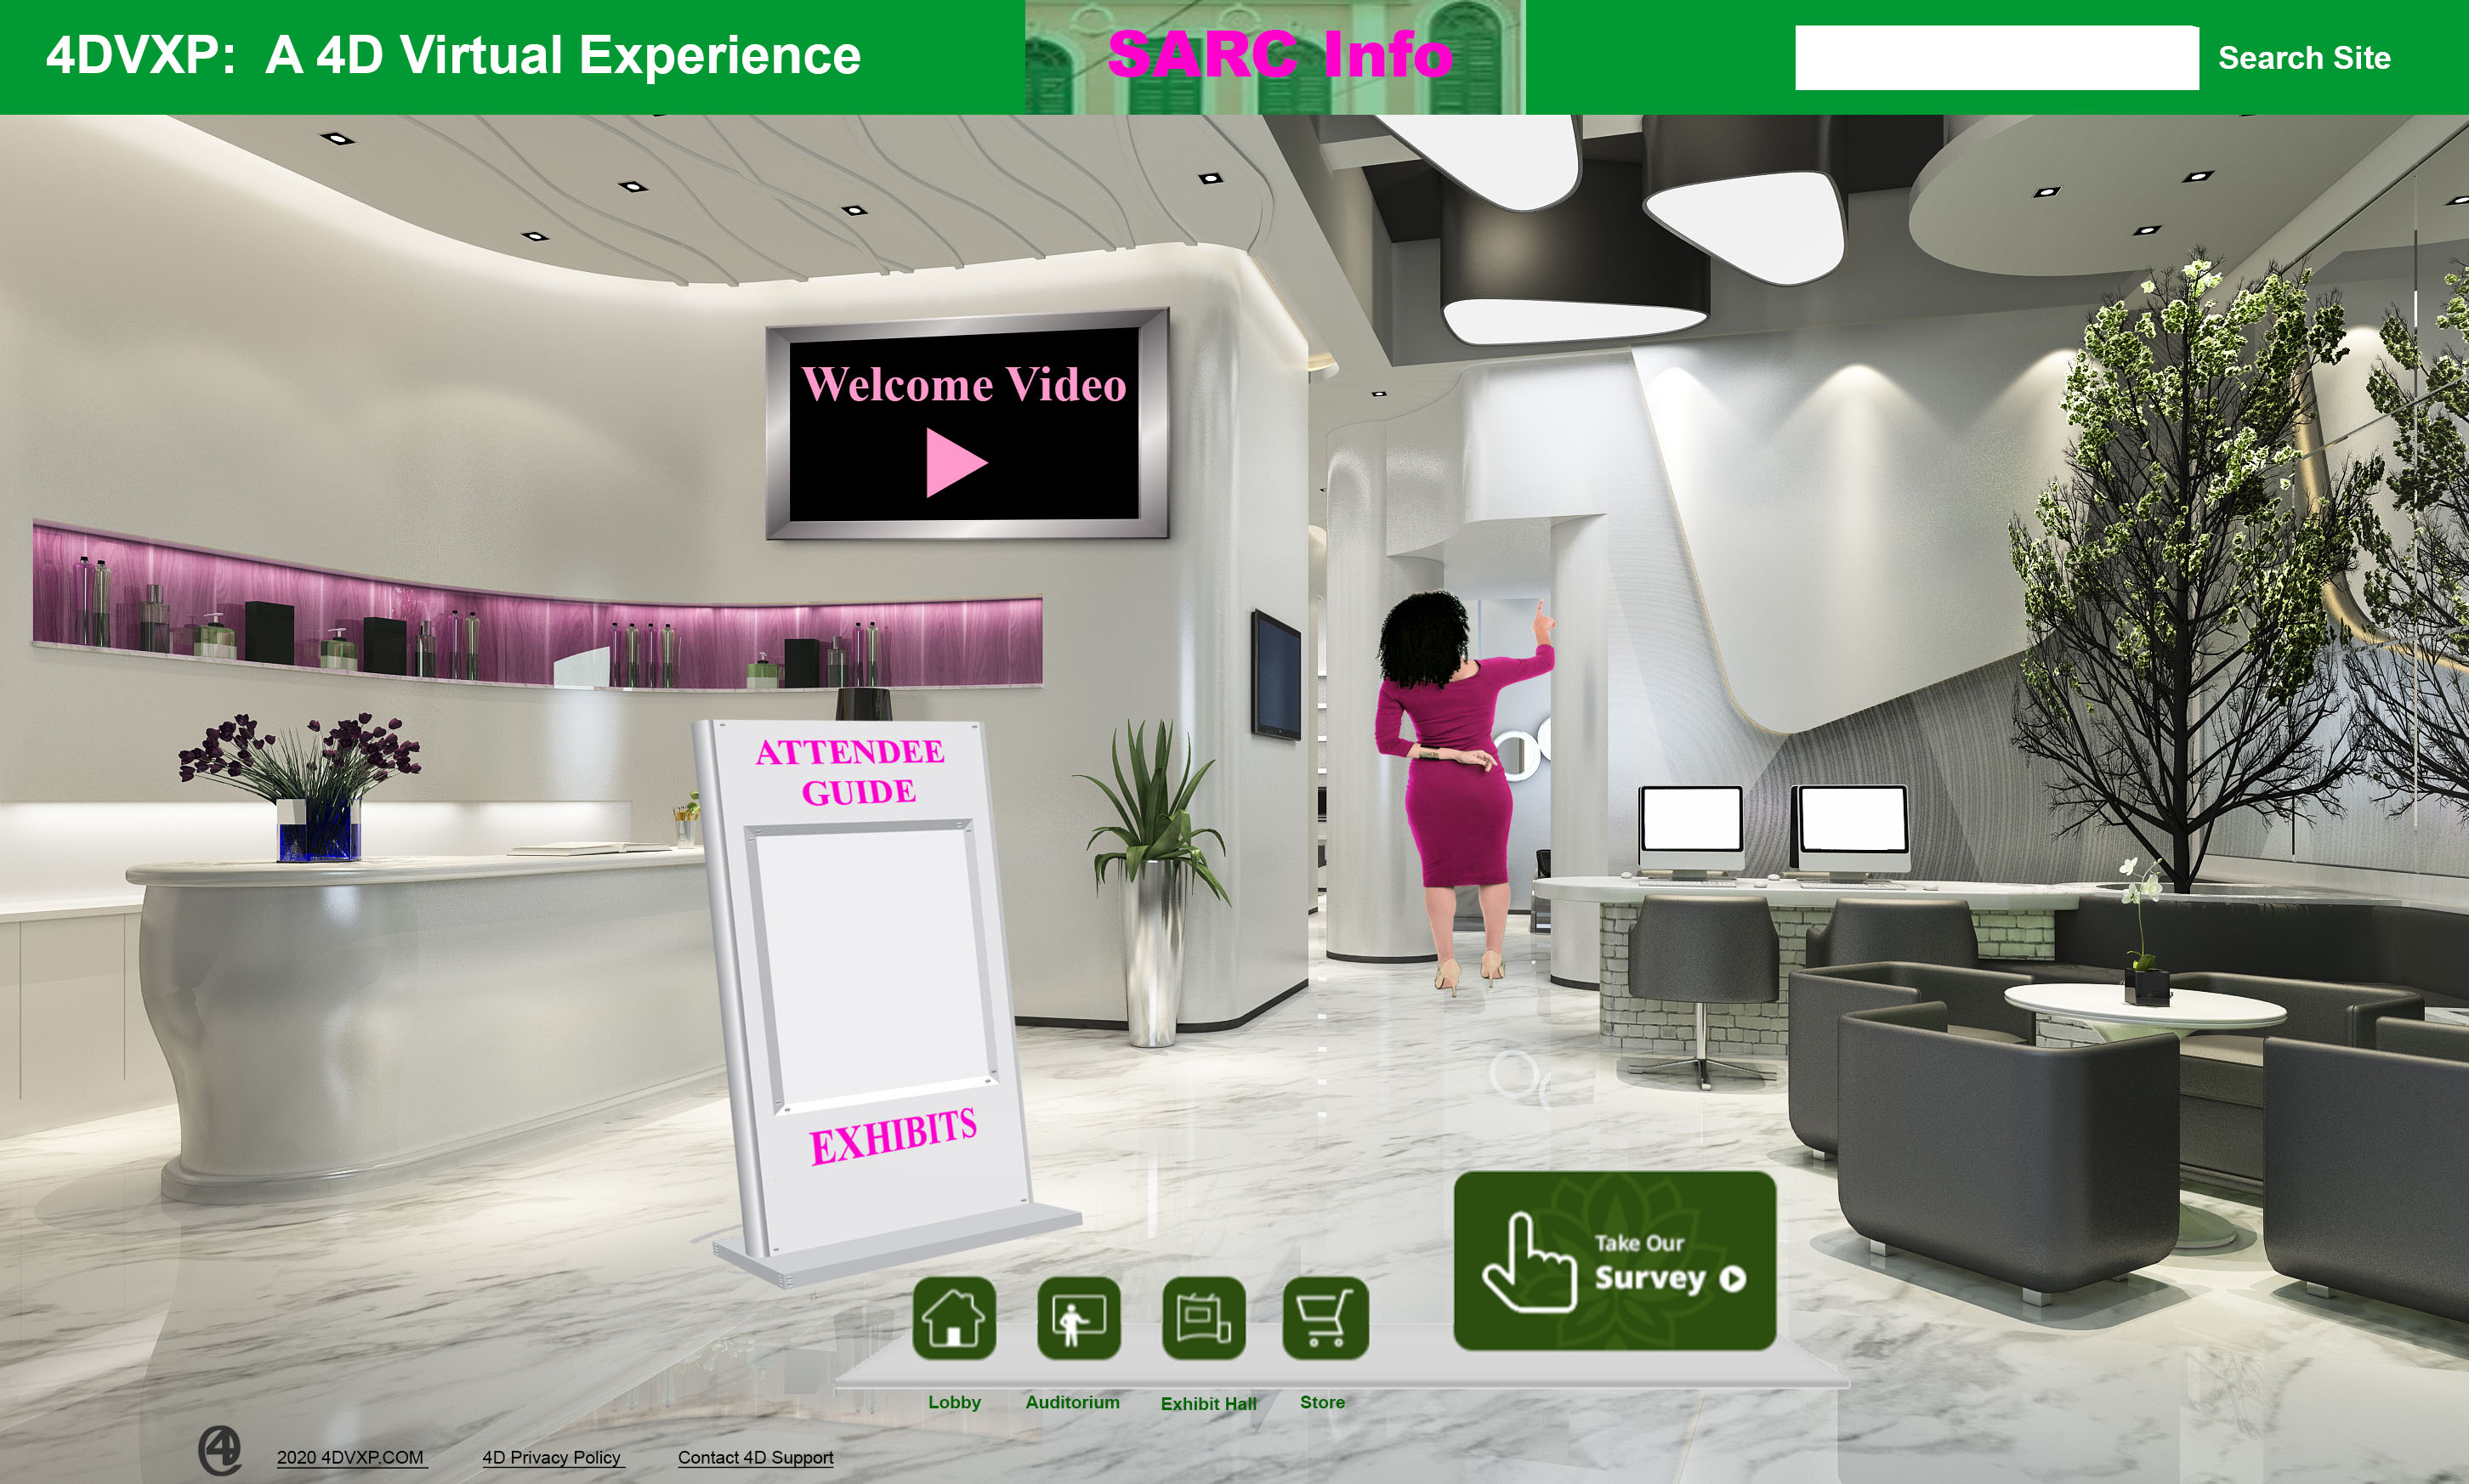 4DVXP: A 4D Virtual Experience
SARC Info
Search Site
Welcome Video
ATTENDEE
GUIDE
EXHIBITS
Take Our
Survey
Lobby
Auditorium
Exhibit Hall
Store
4
2020 4DVXP.COM
4D Privacy Policy
Contact 4D Support